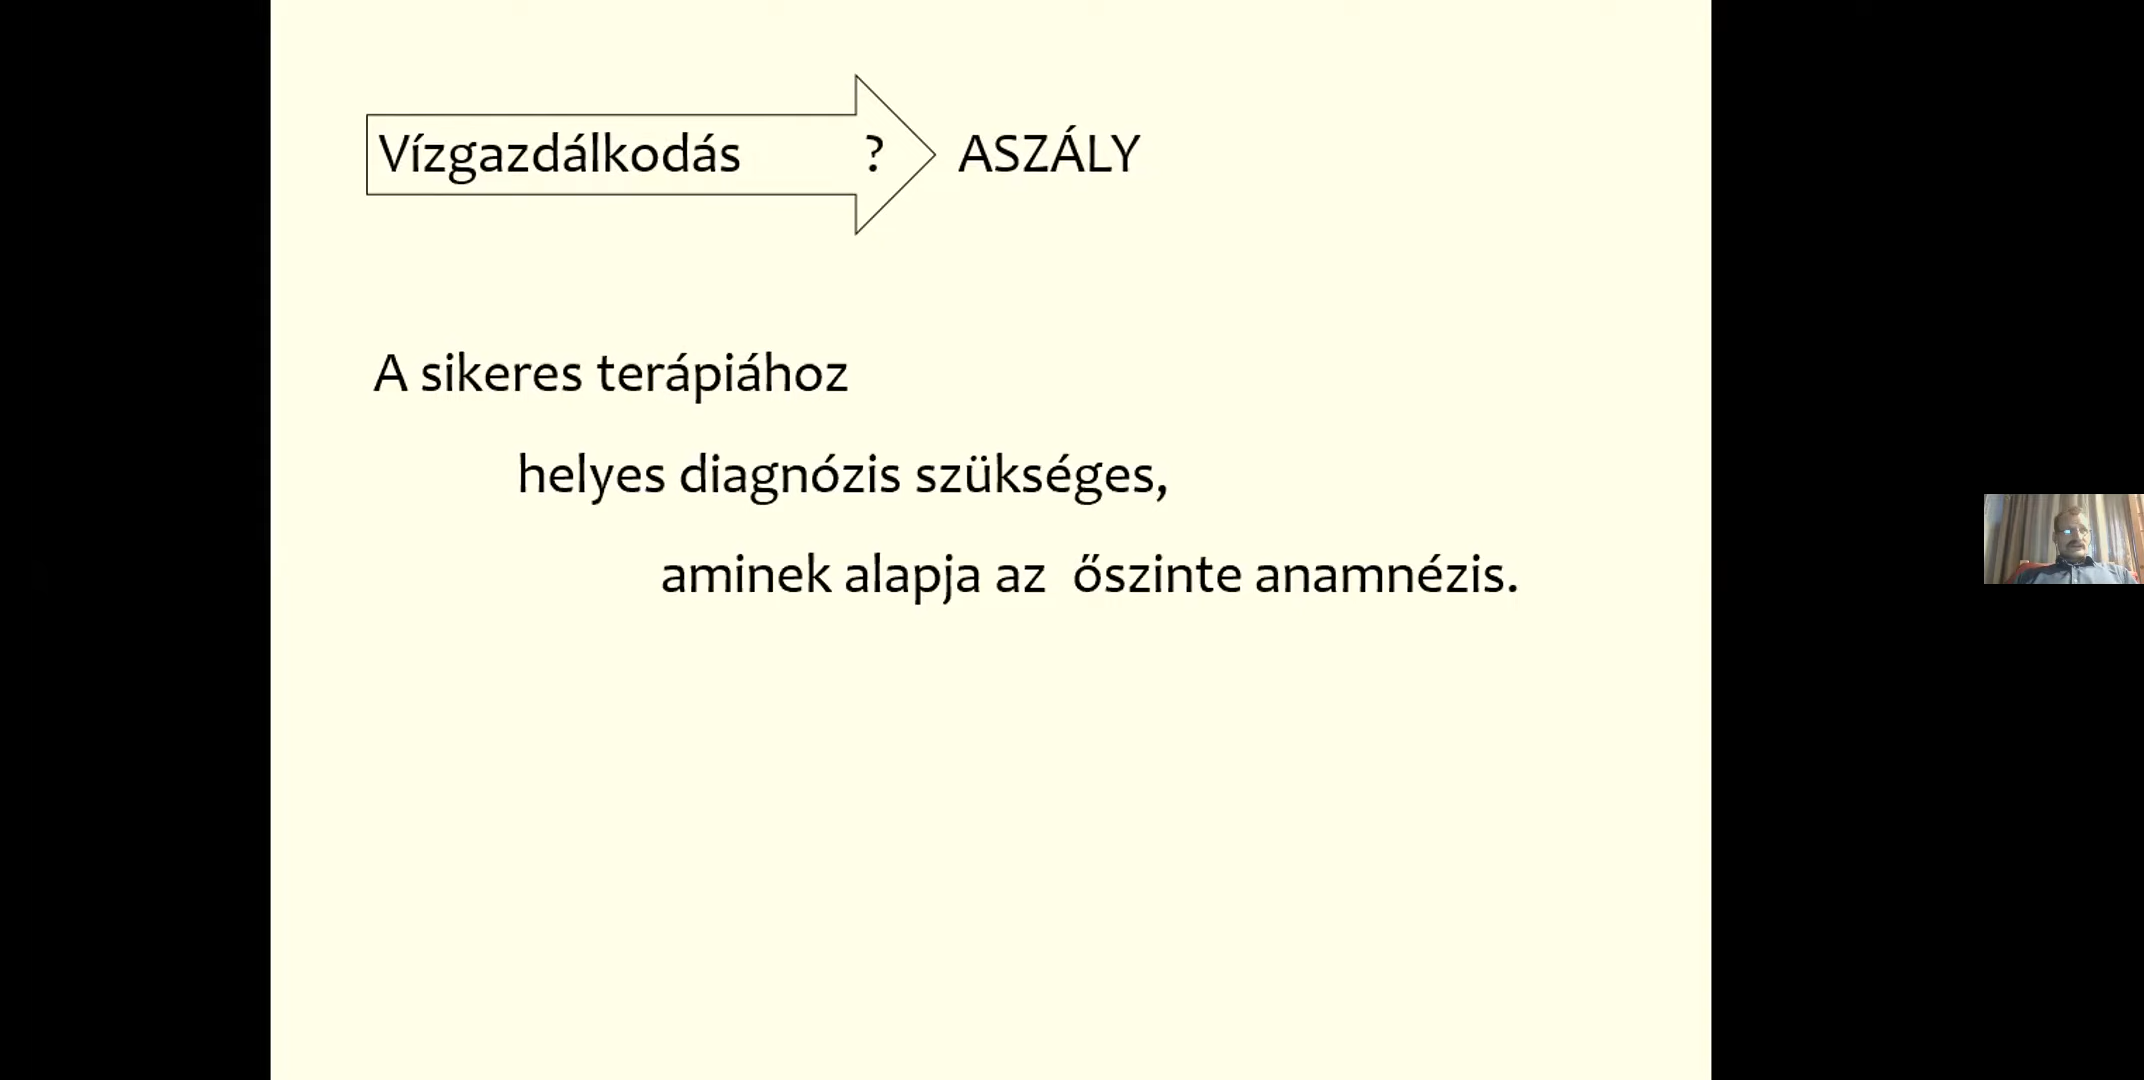 Vízgazdálkodás ? ASZÁLY
A sikeres terápiához
helyes diagnózis szükséges,
aminek alapja az őszinte anamnézis.